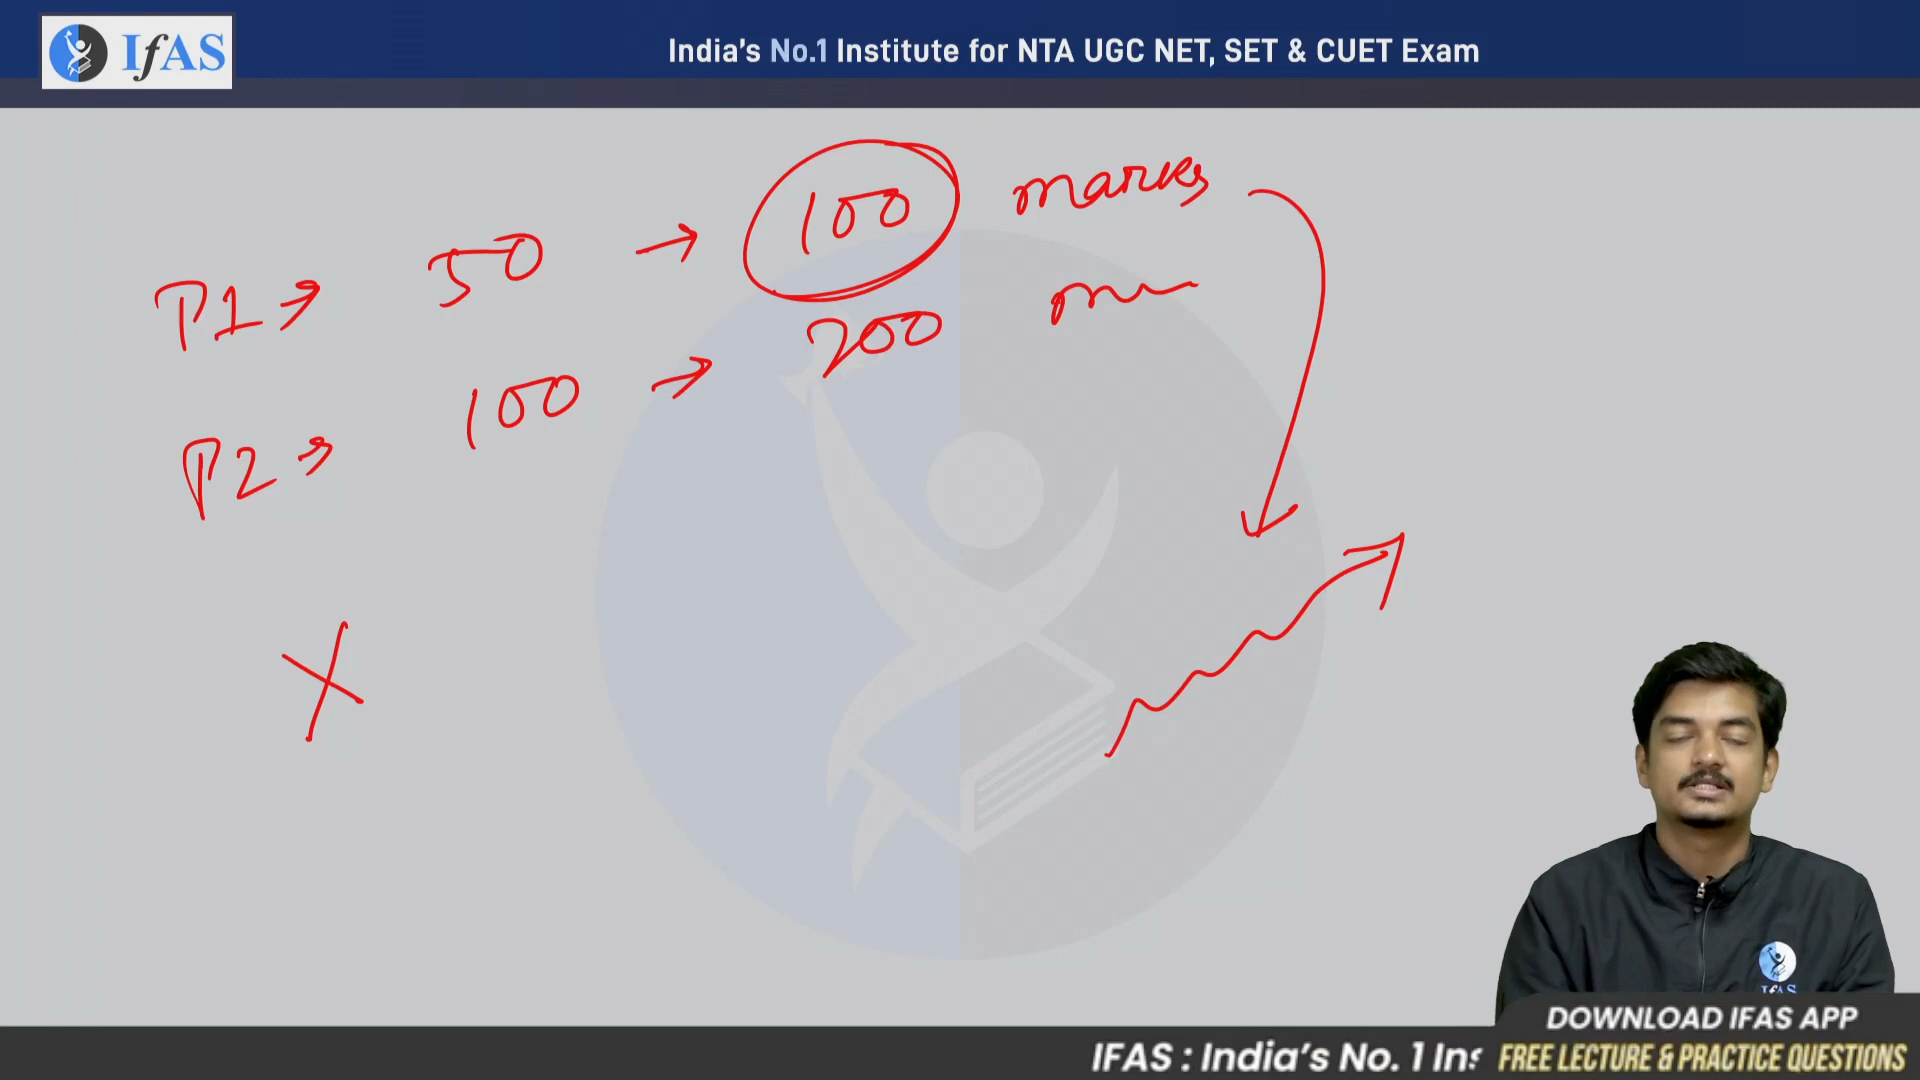 IfAS
India's No.1 Institute for NTA UGC NET, SET & CUET Exam
P1 → 50 → 100 marks
P2 → 100 → 200 m
X
IfAS
DOWNLOAD IFAS APP
IFAS : India's No. 1 Ins
FREE LECTURE & PRACTICE QUESTIONS